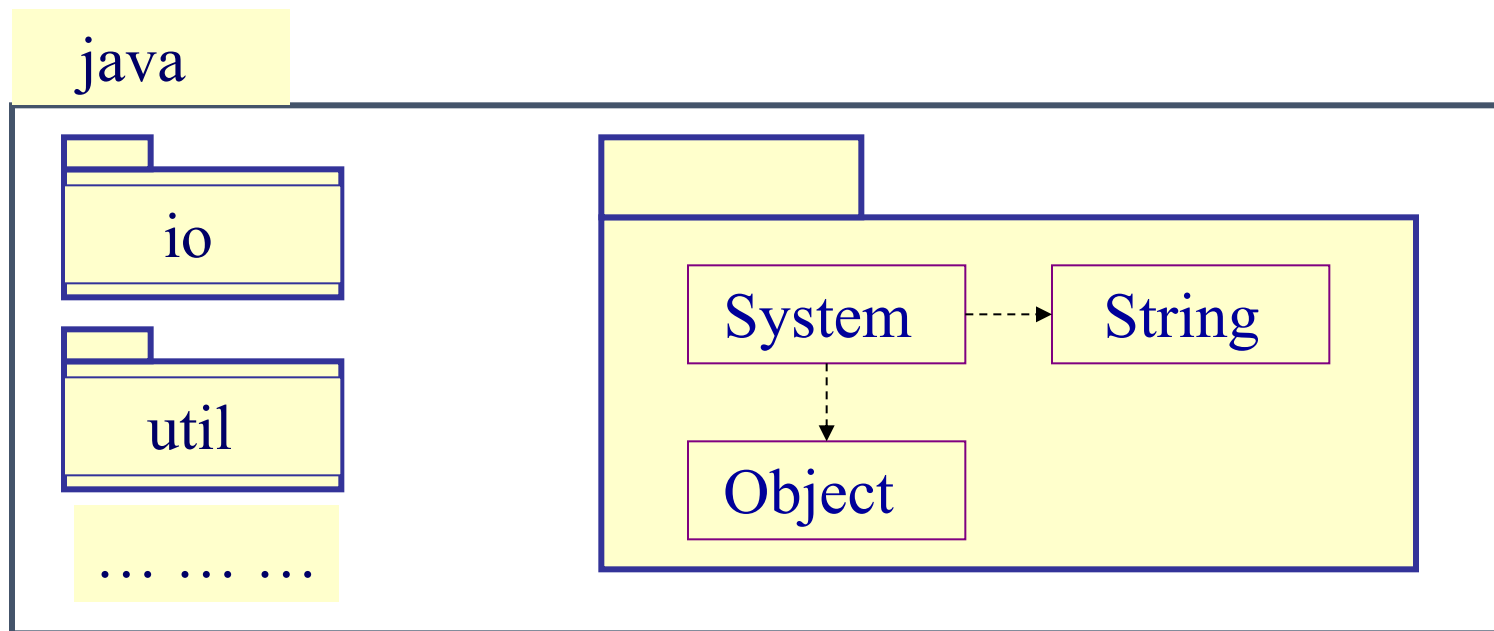 java
io
util
… … …
System
String
Object